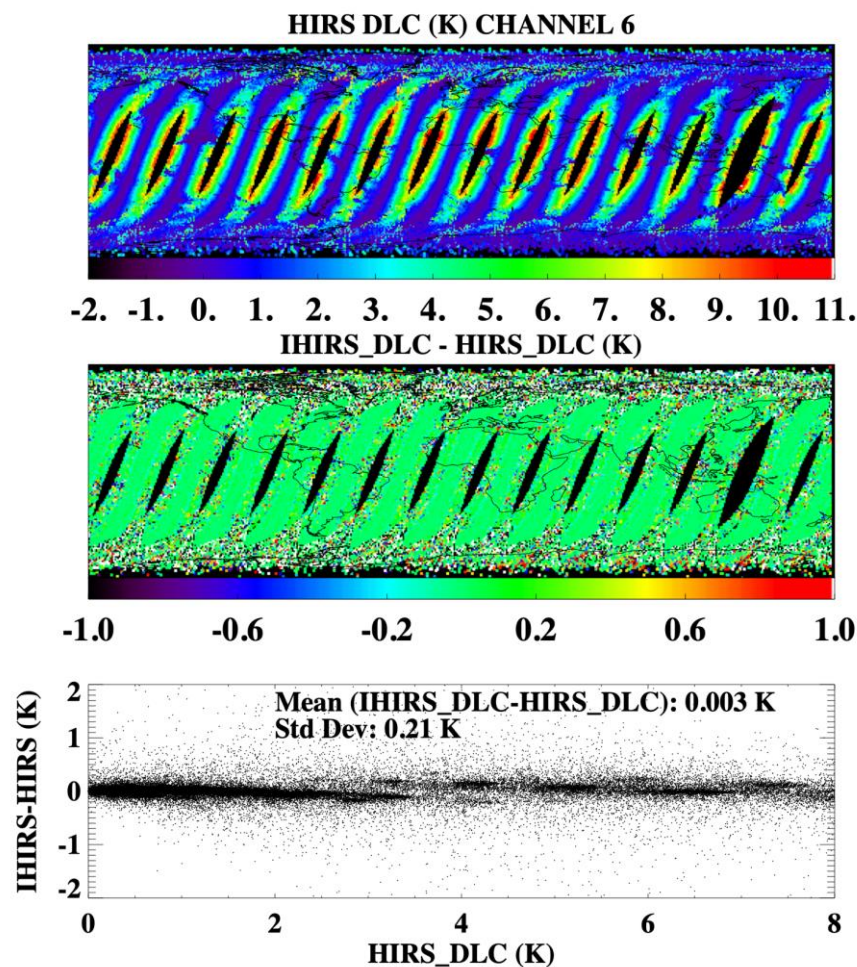 HIRS DLC (K) CHANNEL 6
-2. -1. 0. 1. 2. 3. 4. 5. 6. 7. 8. 9. 10. 11.
IHIRS_DLC - HIRS_DLC (K)
-1.0 -0.6 -0.2 0.2 0.6 1.0
Mean (IHIRS_DLC-HIRS_DLC): 0.003 K
Std Dev: 0.21 K
IHIRS-HIRS (K)
2
1
0
-1
-2
0 2 4 6 8
HIRS_DLC (K)